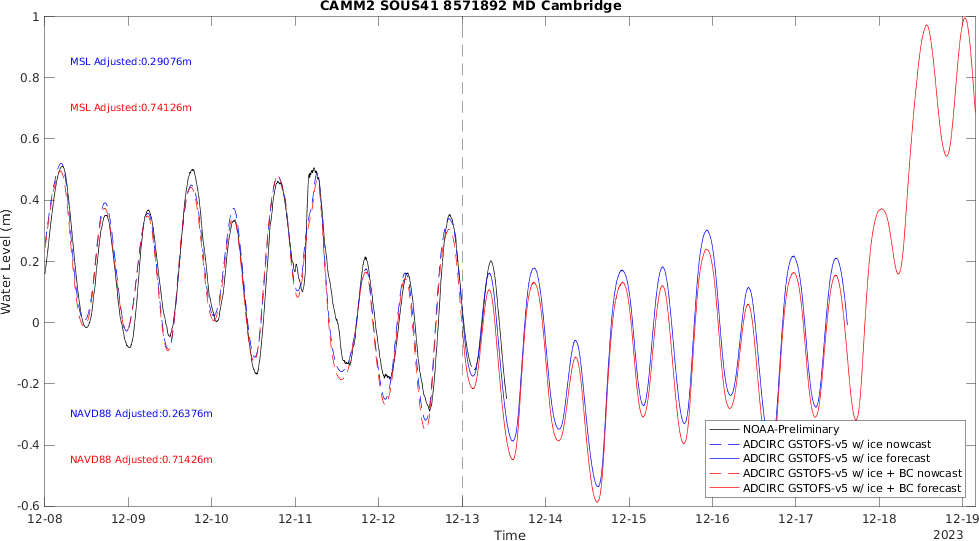 CAMM2 SOUS41 8571892 MD Cambridge
1
0.8
0.6
0.4
0.2
0
-0.2
-0.4
-0.6
Water Level (m)
MSL Adjusted:0.29076m
MSL Adjusted:0.74126m
NAVD88 Adjusted:0.26376m
NAVD88 Adjusted:0.71426m
NOAA-Preliminary
ADCIRC GSTOFS-v5 w/ ice nowcast
ADCIRC GSTOFS-v5 w/ ice forecast
ADCIRC GSTOFS-v5 w/ ice + BC nowcast
ADCIRC GSTOFS-v5 w/ ice + BC forecast
12-08 12-09 12-10 12-11 12-12 12-13 12-14 12-15 12-16 12-17 12-18 12-19
Time
2023